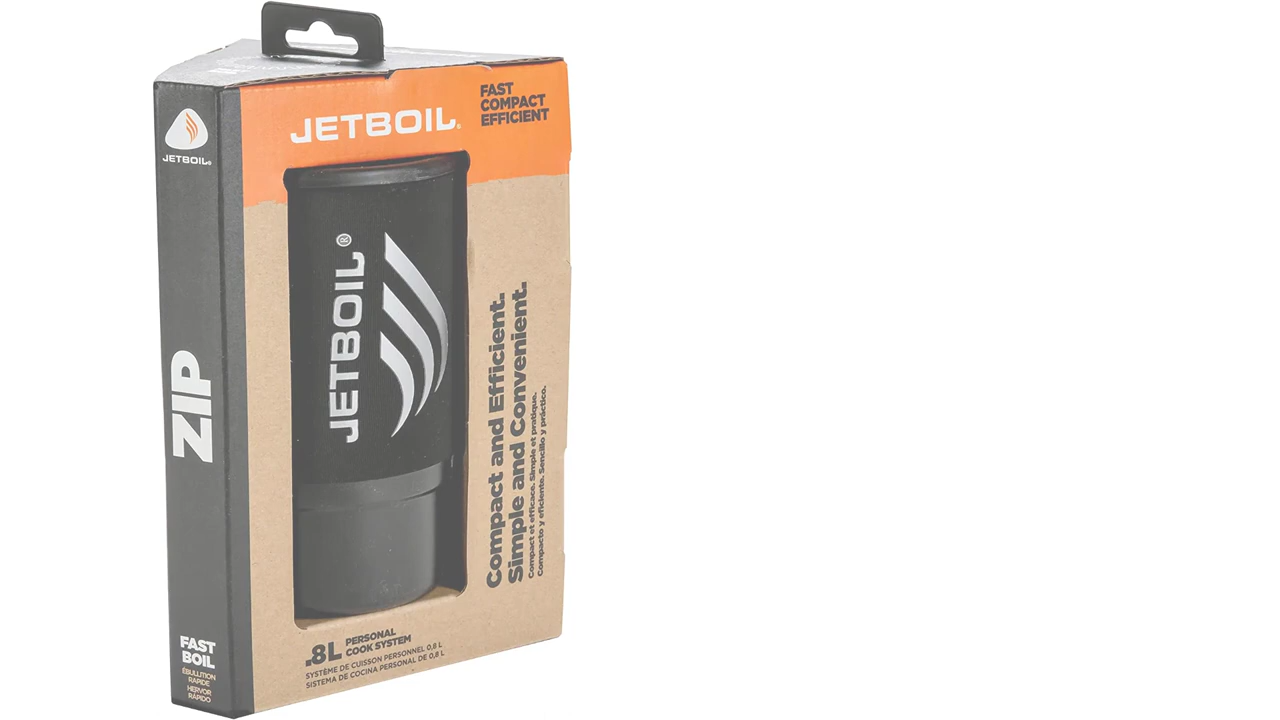 JETBOIL®
ZIP
FAST
BOIL
ÉBULLITION
RAPIDE
HERVOR
RÁPIDO
JETBOIL®
FAST
COMPACT
EFFICIENT
JETBOIL®
Compact and Efficient.
Simple and Convenient.
Compact et efficace. Simple et pratique.
Compacto y eficiente. Sencillo y práctico.
.8L PERSONAL
COOK SYSTEM
SYSTÈME DE CUISSON PERSONNEL 0,8 L
SISTEMA DE COCINA PERSONAL DE 0,8 L